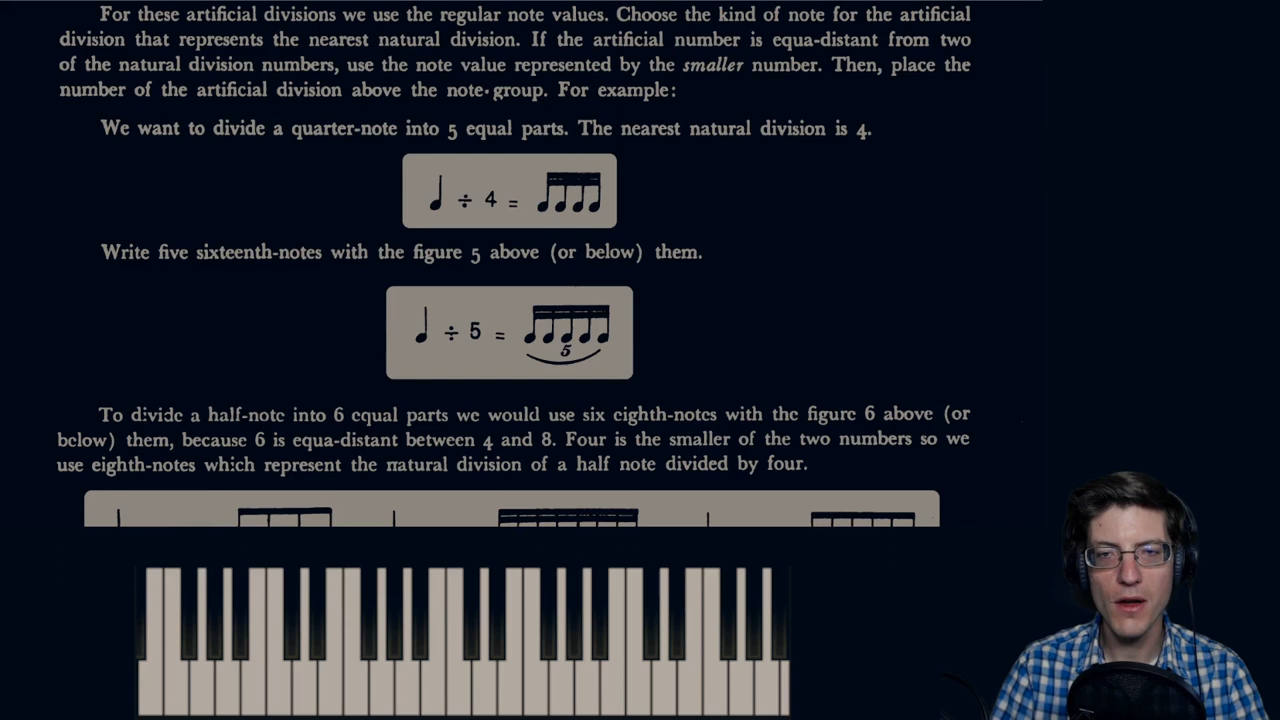 For these artificial divisions we use the regular note values. Choose the kind of note for the artificial
division that represents the nearest natural division. If the artificial number is equa-distant from two
of the natural division numbers, use the note value represented by the smaller number. Then, place the
number of the artificial division above the note-group. For example:
We want to divide a quarter-note into 5 equal parts. The nearest natural division is 4.
÷ 4 =
Write five sixteenth-notes with the figure 5 above (or below) them.
÷ 5 =
5
To divide a half-note into 6 equal parts we would use six eighth-notes with the figure 6 above (or
below) them, because 6 is equa-distant between 4 and 8. Four is the smaller of the two numbers so we
use eighth-notes which represent the natural division of a half note divided by four.